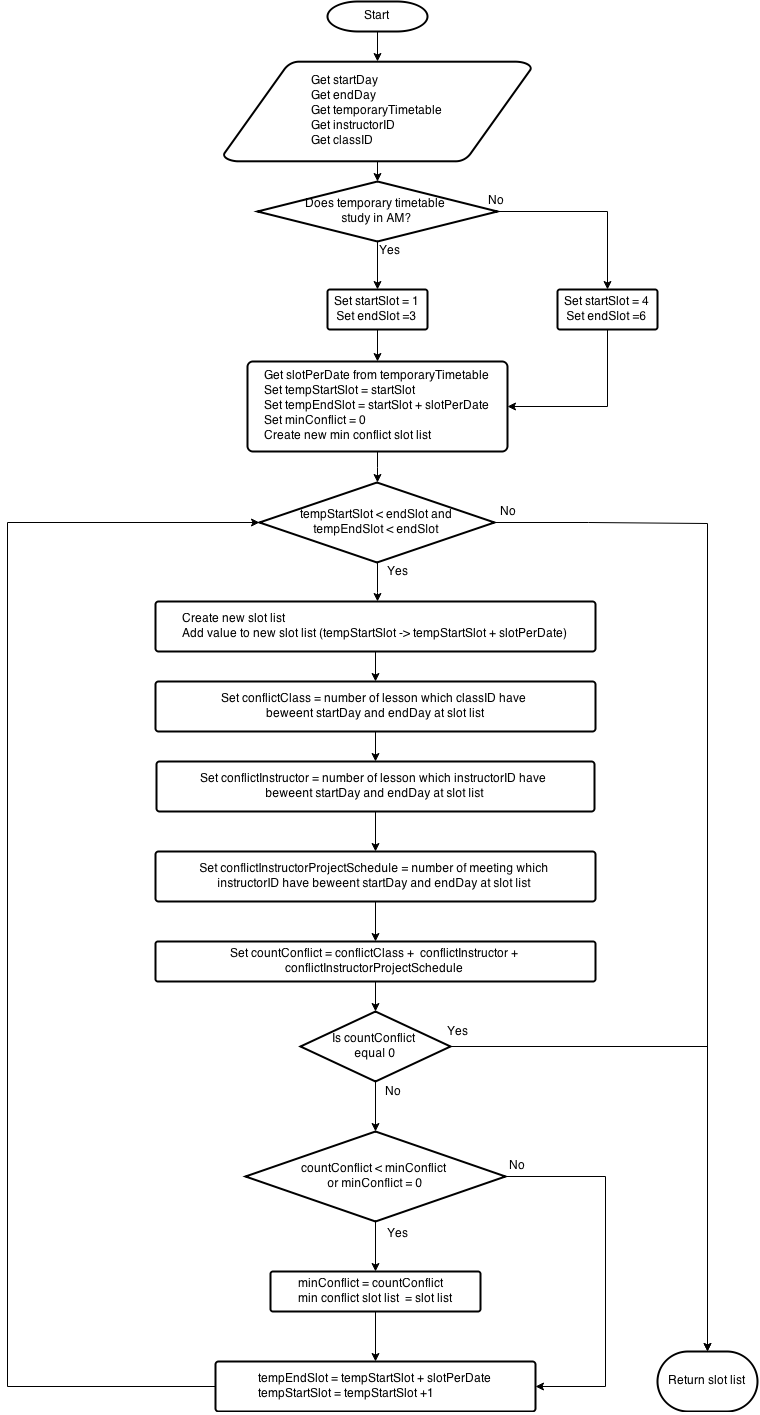 Start
Get startDay
Get endDay
Get temporaryTimetable
Get instructorID
Get classID
Does temporary timetable
study in AM?
No
Yes
Set startSlot = 1
Set endSlot =3
Set startSlot = 4
Set endSlot =6
Get slotPerDate from temporaryTimetable
Set tempStartSlot = startSlot
Set tempEndSlot = startSlot + slotPerDate
Set minConflict = 0
Create new min conflict slot list
tempStartSlot < endSlot and
tempEndSlot < endSlot
No
Yes
Create new slot list
Add value to new slot list (tempStartSlot -> tempStartSlot + slotPerDate)
Set conflictClass = number of lesson which classID have
beweent startDay and endDay at slot list
Set conflictInstructor = number of lesson which instructorID have
beweent startDay and endDay at slot list
Set conflictInstructorProjectSchedule = number of meeting which
instructorID have beweent startDay and endDay at slot list
Set countConflict = conflictClass + conflictInstructor +
conflictInstructorProjectSchedule
Is countConflict
equal 0
Yes
No
countConflict < minConflict
or minConflict = 0
No
Yes
minConflict = countConflict
min conflict slot list = slot list
tempEndSlot = tempStartSlot + slotPerDate
tempStartSlot = tempStartSlot +1
Return slot list